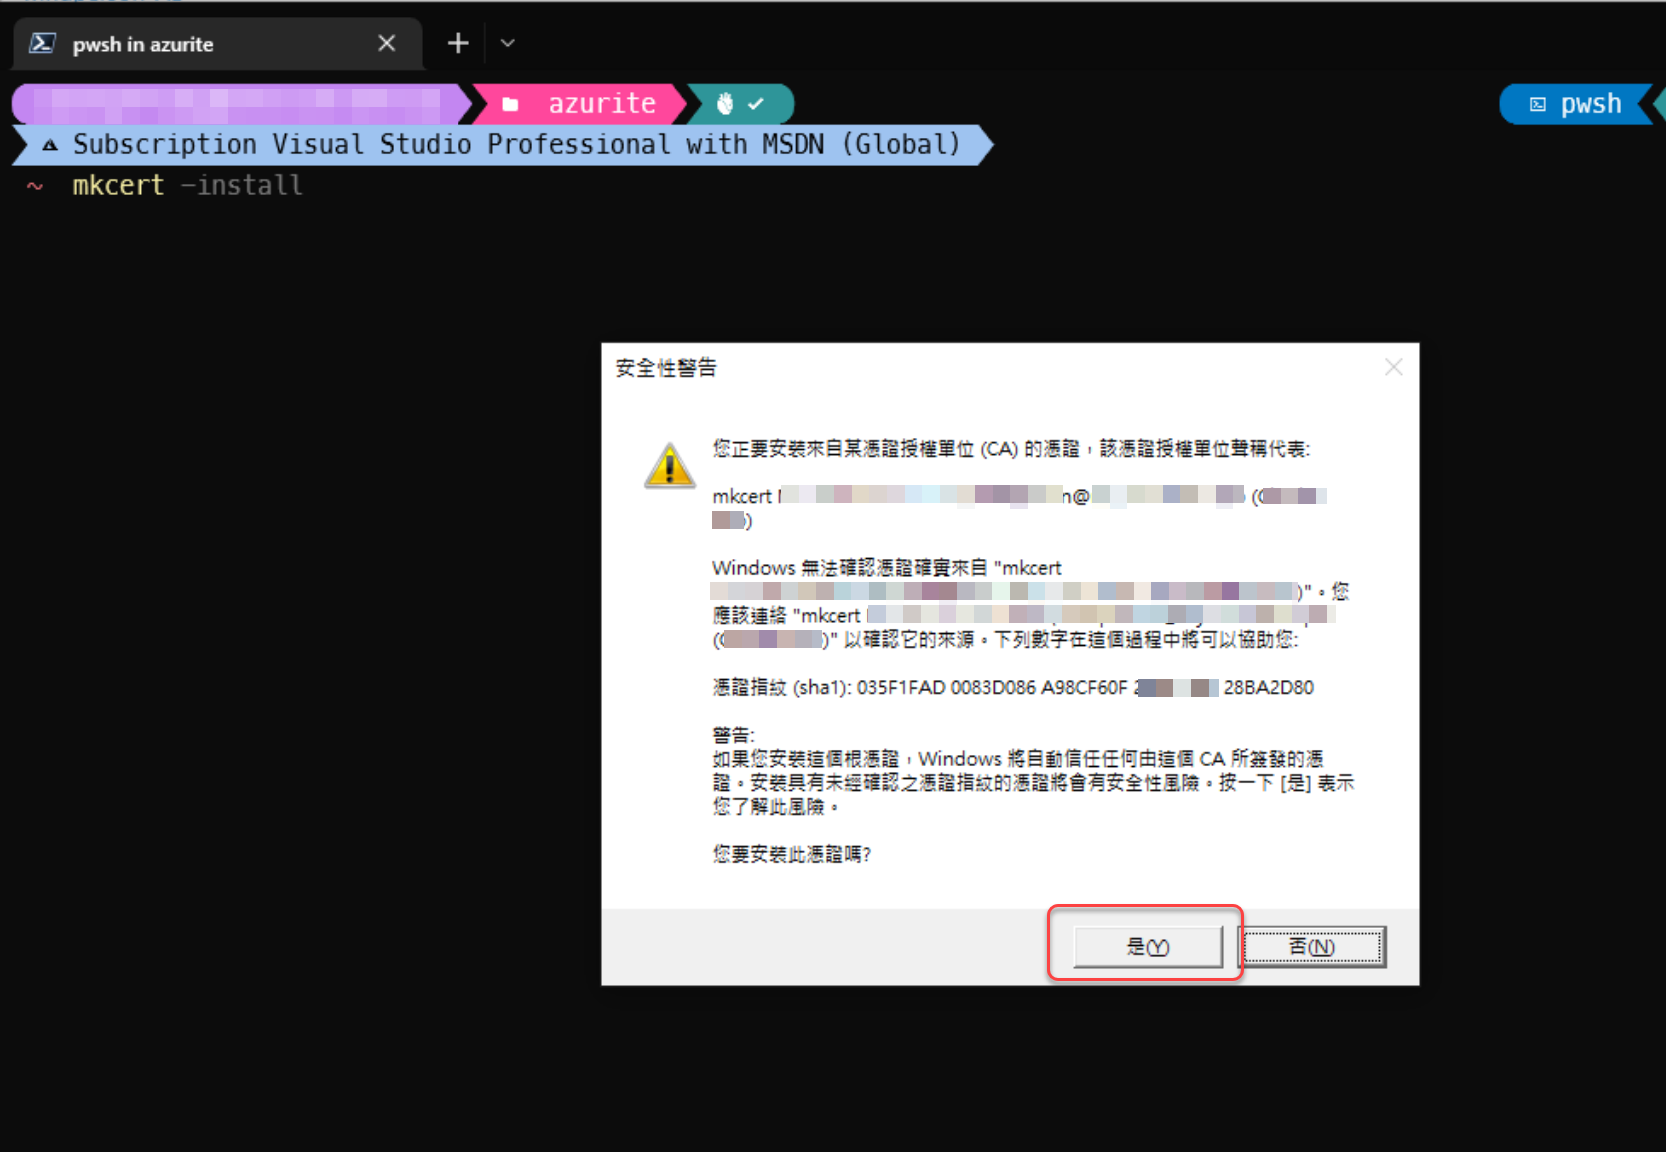 pwsh in azurite
azurite
pwsh
Subscription Visual Studio Professional with MSDN (Global)
~ mkcert -install
安全性警告
您正要安裝來自某憑證授權單位 (CA) 的憑證，該憑證授權單位聲稱代表:
mkcert n@ (
)
Windows 無法確認憑證確實來自 "mkcert
)"。您
應該連絡 "mkcert
( )" 以確認它的來源。下列數字在這個過程中將可以協助您:
憑證指紋 (sha1): 035F1FAD 0083D086 A98CF60F 28BA2D80
警告:
如果您安裝這個根憑證，Windows 將自動信任任何由這個 CA 所簽發的憑
證。安裝具有未經確認之憑證指紋的憑證將會有安全性風險。按一下 [是] 表示
您了解此風險。
您要安裝此憑證嗎?
是(Y)
否(N)